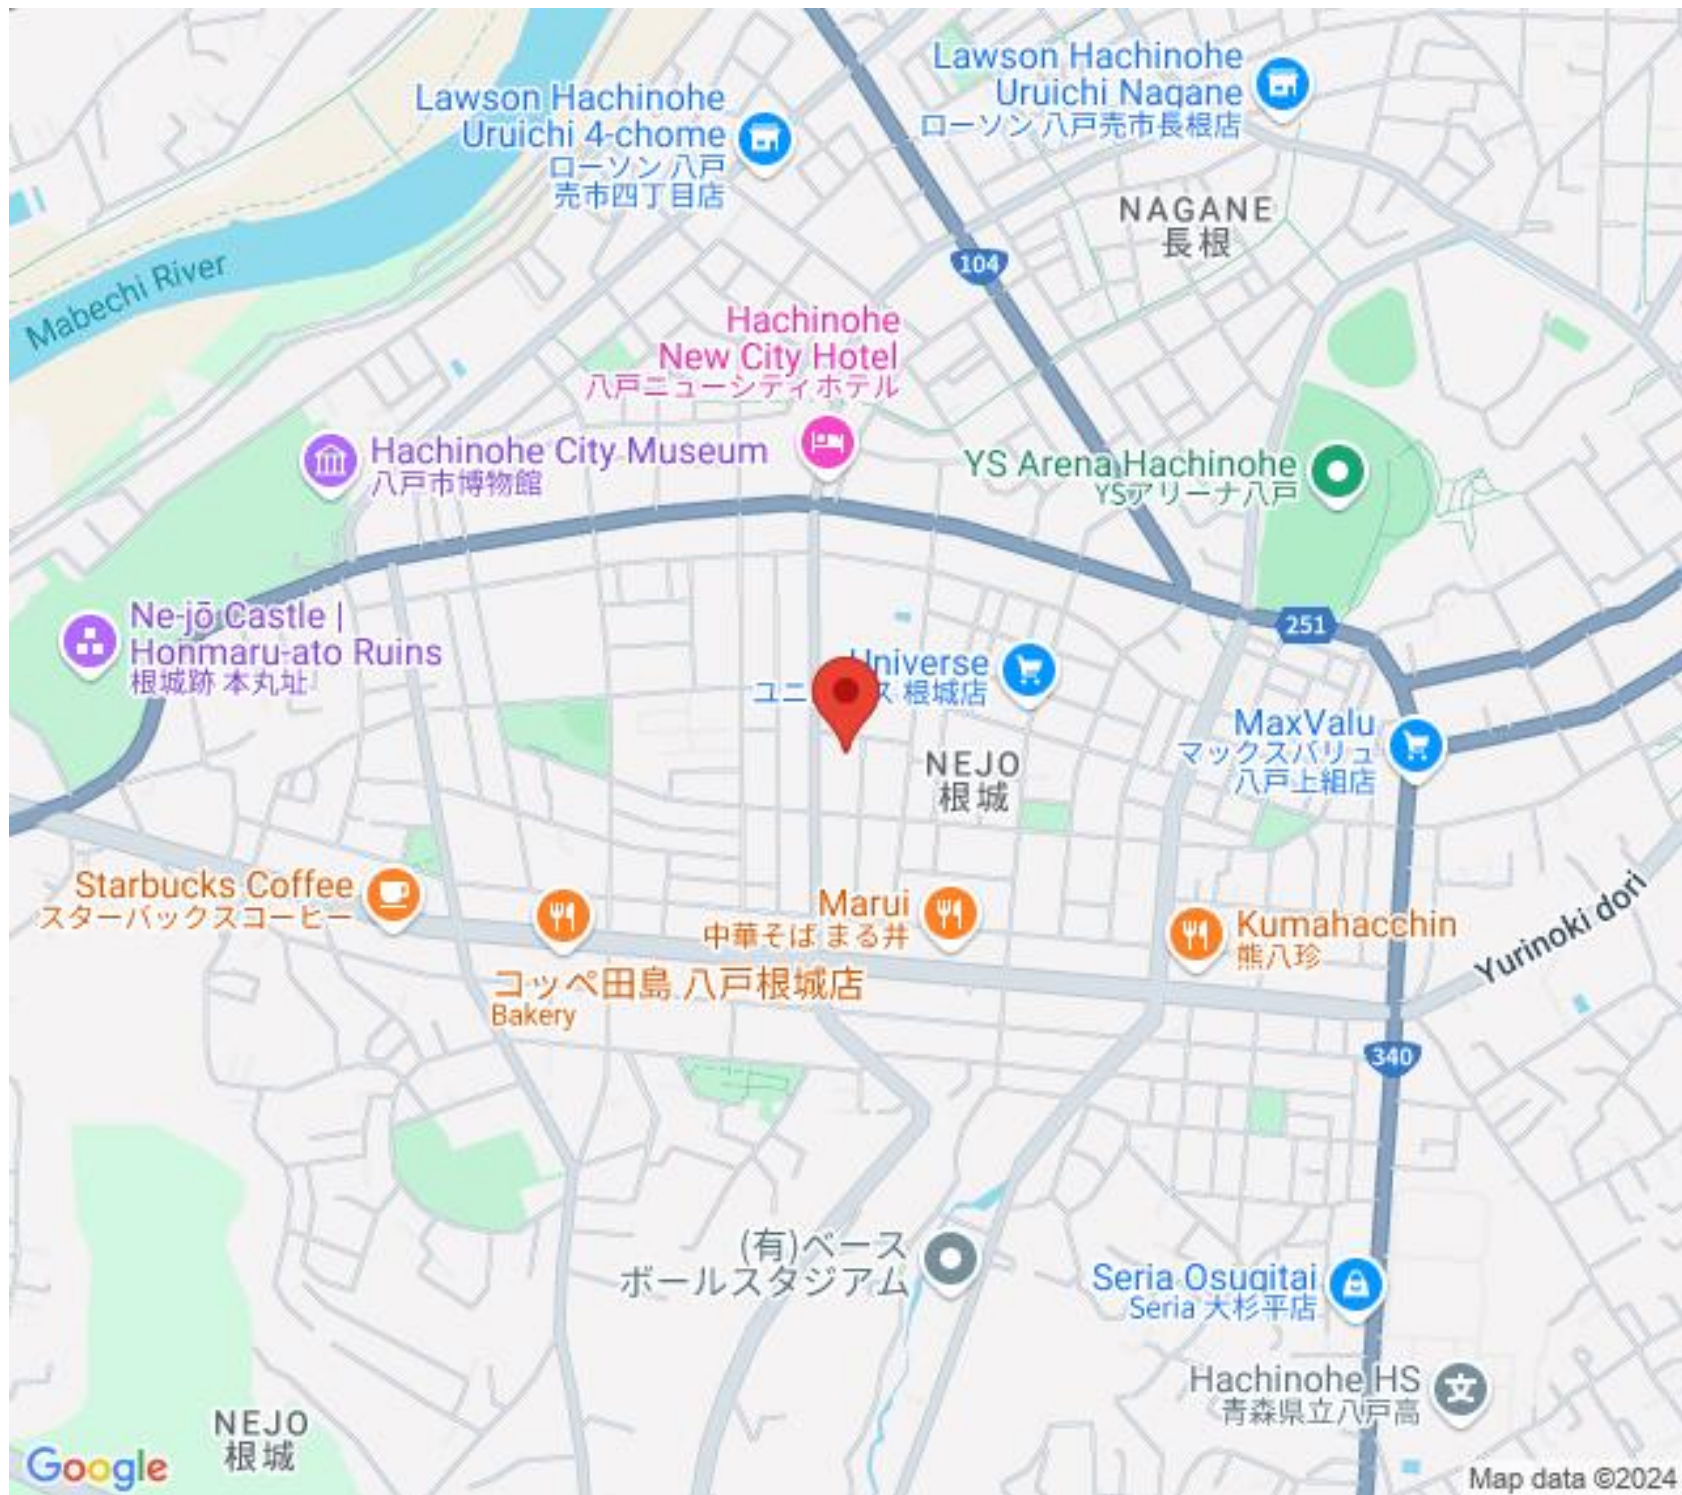 Lawson Hachinohe
Uruichi Nagane
ローソン 八戸売市長根店
Lawson Hachinohe
Uruichi 4-chome
ローソン 八戸
売市四丁目店
NAGANE
長根
104
Mabechi River
Hachinohe
New City Hotel
八戸ニューシティホテル
Hachinohe City Museum
八戸市博物館
YS Arena Hachinohe
YSアリーナ八戸
Ne-jō Castle |
Honmaru-ato Ruins
根城跡 本丸址
251
Universe
ユニ ス 根城店
MaxValu
マックスバリュ
八戸上組店
NEJO
根城
Starbucks Coffee
スターバックスコーヒー
Marui
中華そば まる井
Kumahacchin
熊八珍
Yurinoki dori
コッペ田島 八戸根城店
Bakery
340
(有)ベース
ボールスタジアム
Seria Osugitai
Seria 大杉平店
Hachinohe HS
青森県立八戸高
NEJO
根城
Google
Map data ©2024